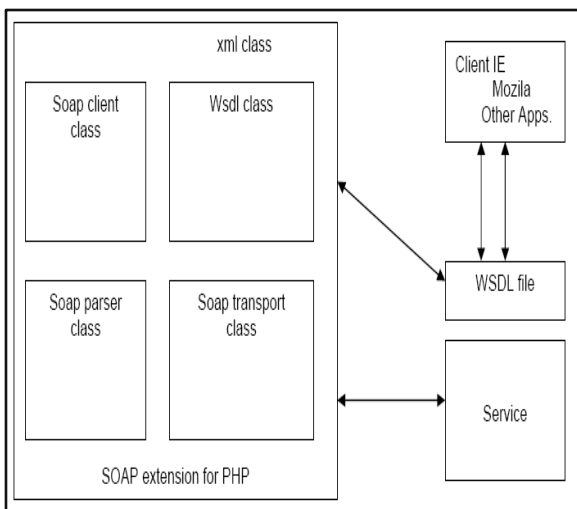 xml class
Soap client
class
Wsdl class
Soap parser
class
Soap transport
class
SOAP extension for PHP
Client IE
Mozila
Other Apps.
WSDL file
Service